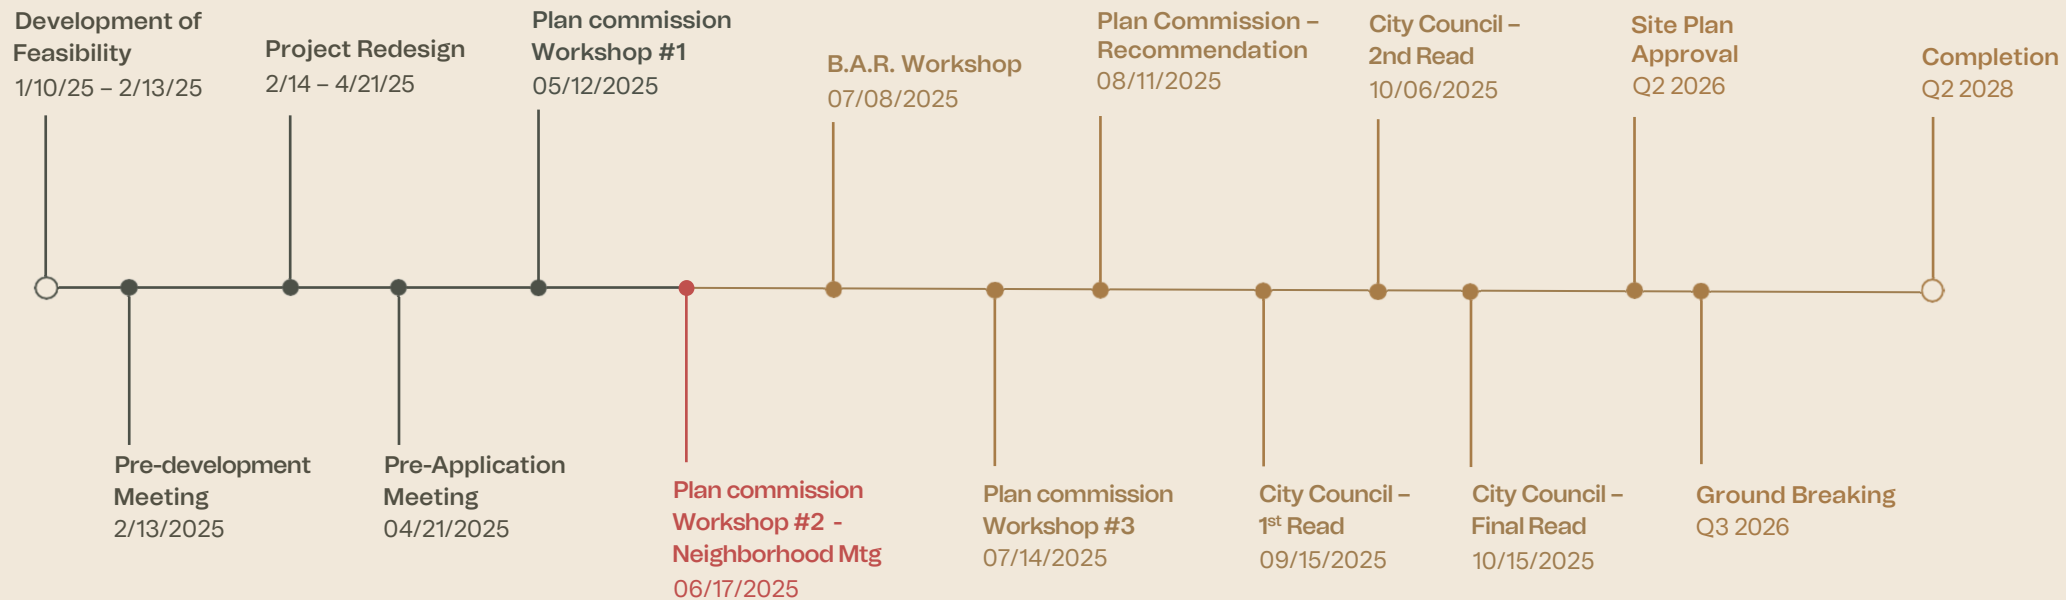 Development of
Feasibility
1/10/25 – 2/13/25
Project Redesign
2/14 – 4/21/25
Plan commission
Workshop #1
05/12/2025
B.A.R. Workshop
07/08/2025
Plan Commission –
Recommendation
08/11/2025
City Council –
2nd Read
10/06/2025
Site Plan
Approval
Q2 2026
Completion
Q2 2028
Pre-development
Meeting
2/13/2025
Pre-Application
Meeting
04/21/2025
Plan commission
Workshop #2 -
Neighborhood Mtg
06/17/2025
Plan commission
Workshop #3
07/14/2025
City Council –
1st Read
09/15/2025
City Council –
Final Read
10/15/2025
Ground Breaking
Q3 2026